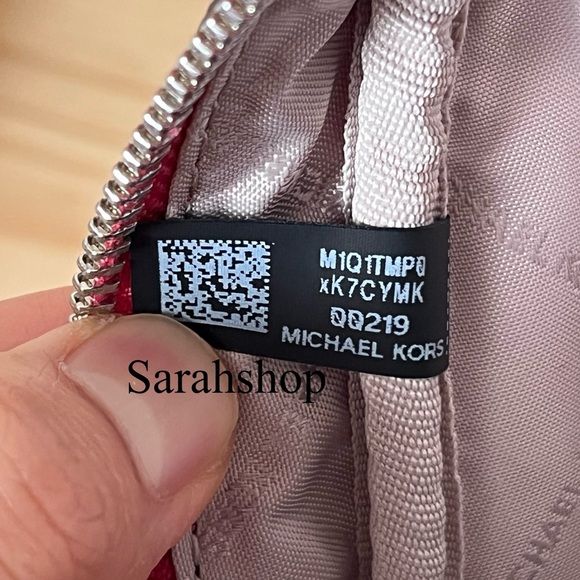 M1Q1TMP0
xK7CYMK
QQ219
MICHAEL KORS
Sarahshop